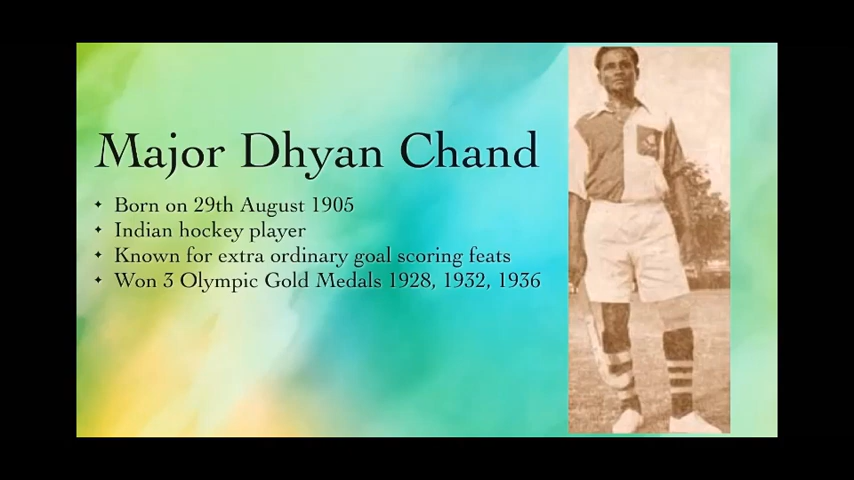 Major Dhyan Chand
Born on 29th August 1905
Indian hockey player
Known for extra ordinary goal scoring feats
Won 3 Olympic Gold Medals 1928, 1932, 1936